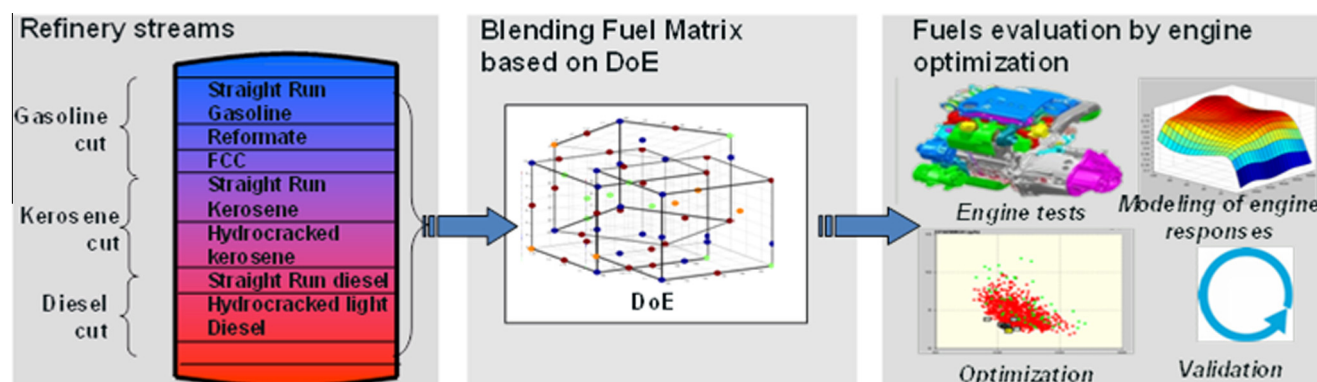 Refinery streams
Gasoline
cut
Kerosene
cut
Diesel
cut
Straight Run
Gasoline
Reformate
FCC
Straight Run
Kerosene
Hydrocracked
kerosene
Straight Run diesel
Hydrocracked light
Diesel
Blending Fuel Matrix
based on DoE
DoE
Fuels evaluation by engine
optimization
Engine tests
Modeling of engine
responses
Optimization
Validation